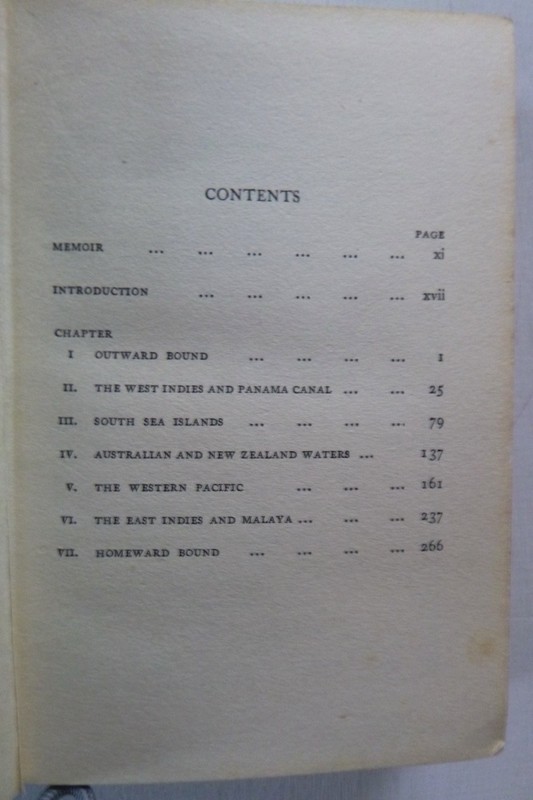 CONTENTS
PAGE
MEMOIR ... ... ... ... ... ... xi
INTRODUCTION ... ... ... ... ... xvii
CHAPTER
I OUTWARD BOUND ... ... ... ... 1
II. THE WEST INDIES AND PANAMA CANAL ... ... 25
III. SOUTH SEA ISLANDS ... ... ... ... 79
IV. AUSTRALIAN AND NEW ZEALAND WATERS ... 137
V. THE WESTERN PACIFIC ... ... ... 161
VI. THE EAST INDIES AND MALAYA ... ... ... 237
VII. HOMEWARD BOUND ... ... ... ... 266